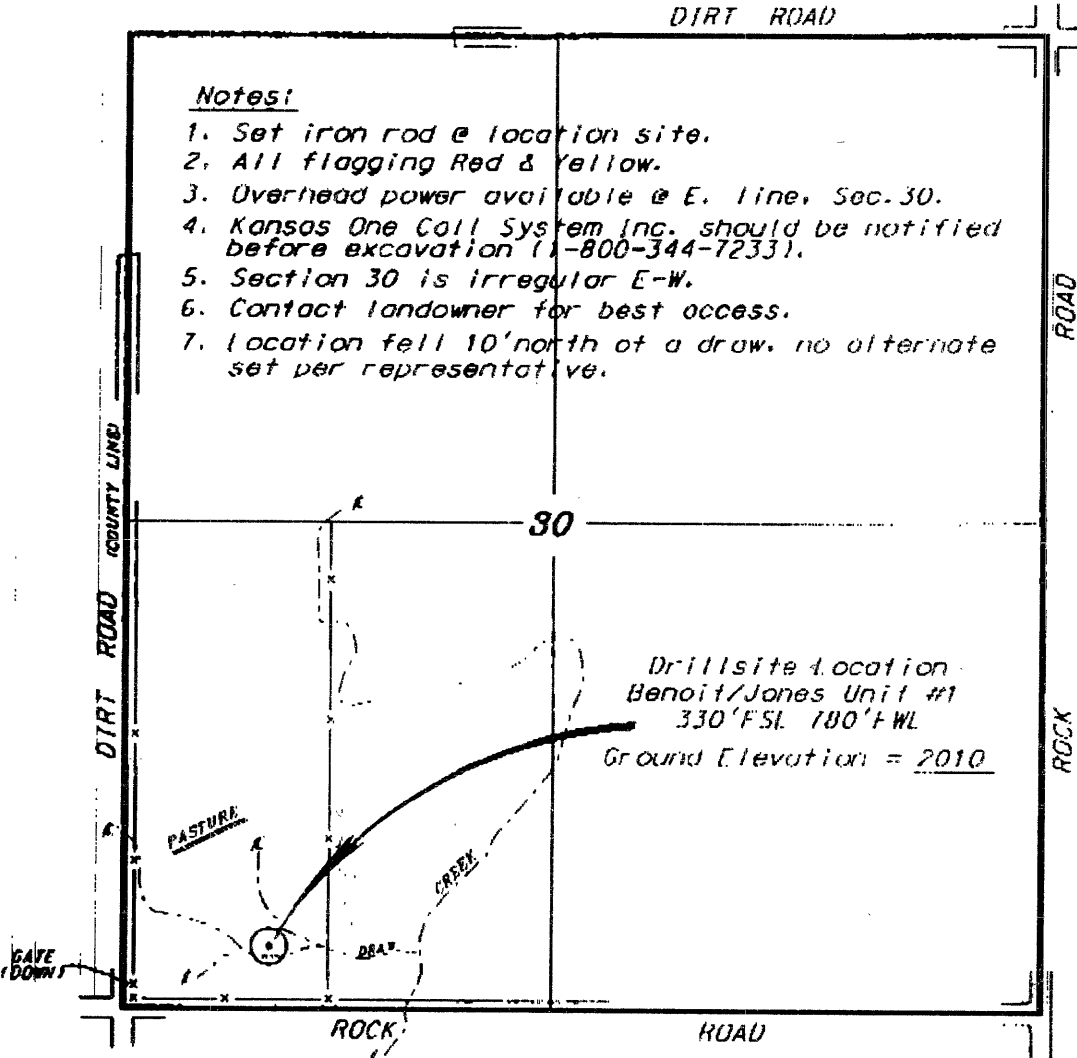 DIRT ROAD
Notes:
1. Set iron rod @ location site.
2. All flagging Red & Yellow.
3. Overhead power available @ E. line, Sec.30.
4. Kansas One Call System Inc. should be notified
before excavation (1-800-344-7233).
5. Section 30 is irregular E-W.
6. Contact landowner for best access.
7. Location fell 10'north of a draw, no alternate
set per representative.
ROAD
DIRT ROAD (COUNTY LINE)
30
Drillsite Location
Benoit/Jones Unit #1
330'FSL 780'FWL
Ground Elevation = 2010
ROCK
PASTURE
CREEK
DRAW
GATE
(DOWN)
ROCK ROAD